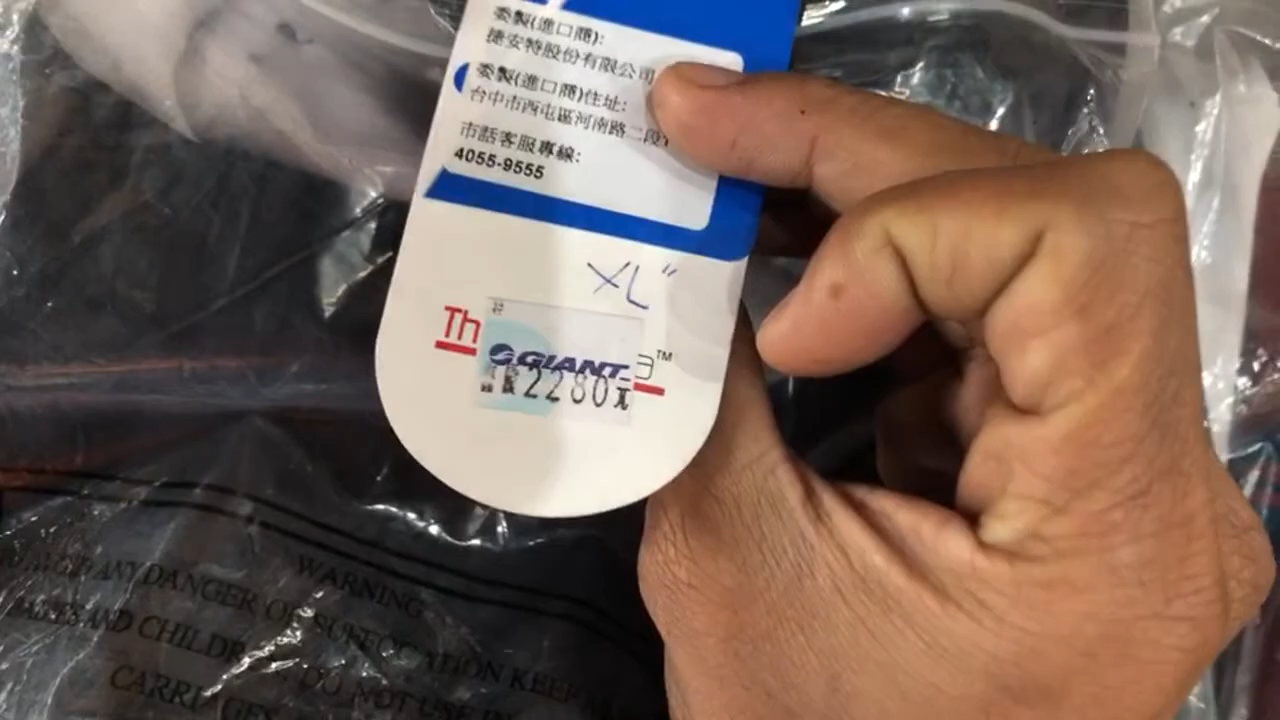 委製(進口商):
捷安特股份有限公司
委製(進口商)住址:
台中市西屯區河南路二段
市話客服專線:
4055-9555
XL"
Th
GIANT
3™
2280元
WARNING
DANGER OF SUFFOCATION KEEP
AND CHILDREN, DO NOT USE IN
CARRIAGES